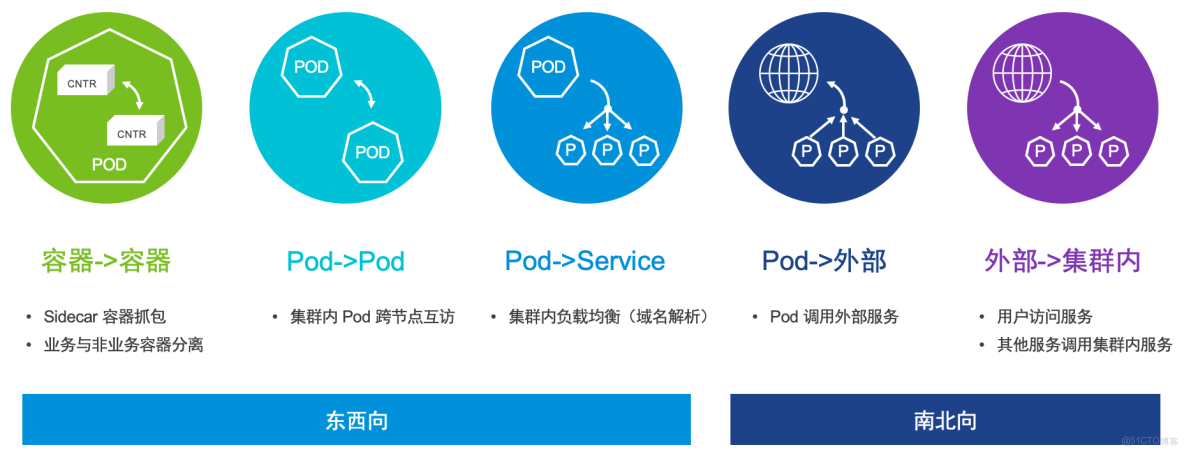 CNTR
CNTR
POD
POD
POD
POD
P P P
P P P
P P P
容器->容器
Pod->Pod
Pod->Service
Pod->外部
外部->集群内
• Sidecar 容器抓包
• 业务与非业务容器分离
• 集群内 Pod 跨节点互访
• 集群内负载均衡（域名解析）
• Pod 调用外部服务
• 用户访问服务
• 其他服务调用集群内服务
东西向
南北向
@51CTO博客